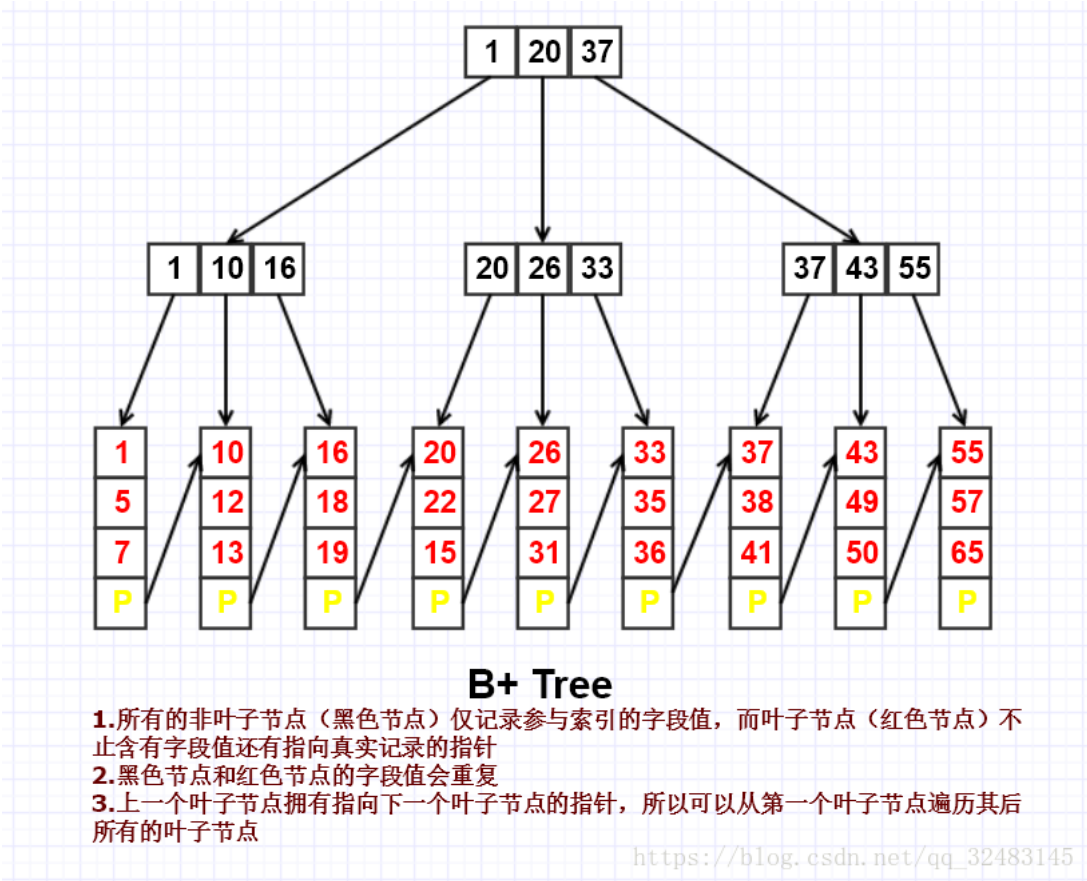 1 20 37
1 10 16 20 26 33 37 43 55
1 10 16 20 26 33 37 43 55
5 12 18 22 27 35 38 49 57
7 13 19 15 31 36 41 50 65
P P P P P P P P P
B+ Tree
1.所有的非叶子节点（黑色节点）仅记录参与索引的字段值，而叶子节点（红色节点）不
止含有字段值还有指向真实记录的指针
2.黑色节点和红色节点的字段值会重复
3.上一个叶子节点拥有指向下一个叶子节点的指针，所以可以从第一个叶子节点遍历其后
所有的叶子节点
https://blog.csdn.net/qq_32483145